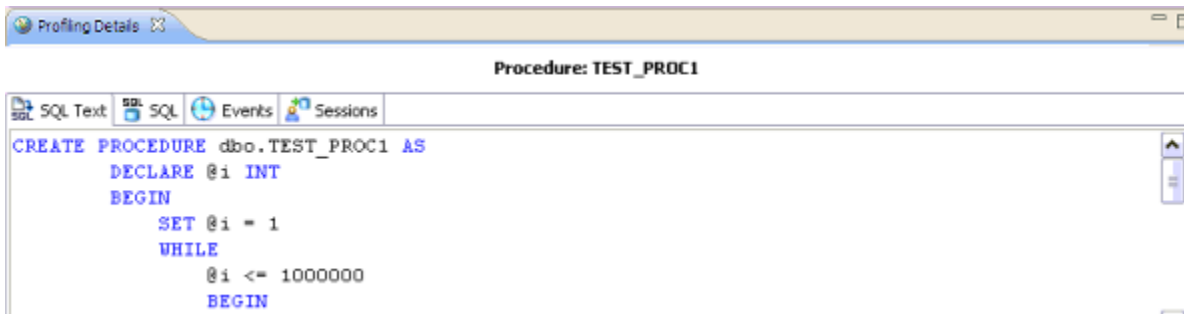 Profiling Details
Procedure: TEST_PROC1
SQL Text SQL Events Sessions
CREATE PROCEDURE dbo.TEST_PROC1 AS
DECLARE @i INT
BEGIN
SET @i = 1
WHILE
@i <= 1000000
BEGIN